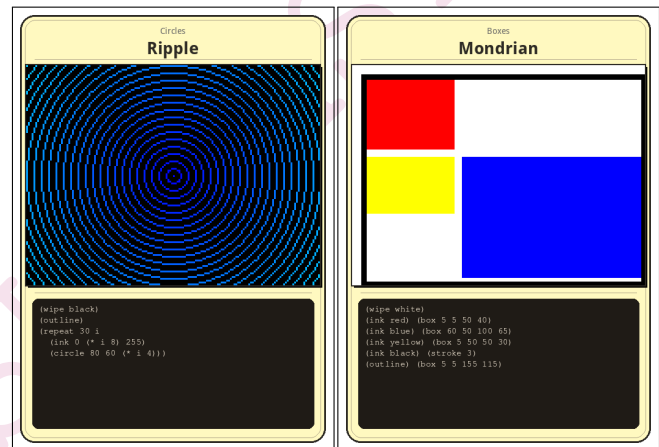 Circles
Ripple
(wipe black)
(outline)
(repeat 30 i
(ink 0 (* i 8) 255)
(circle 80 60 (* i 4)))
Boxes
Mondrian
(wipe white)
(ink red) (box 5 5 50 40)
(ink blue) (box 60 50 100 65)
(ink yellow) (box 5 50 50 30)
(ink black) (stroke 3)
(outline) (box 5 5 155 115)